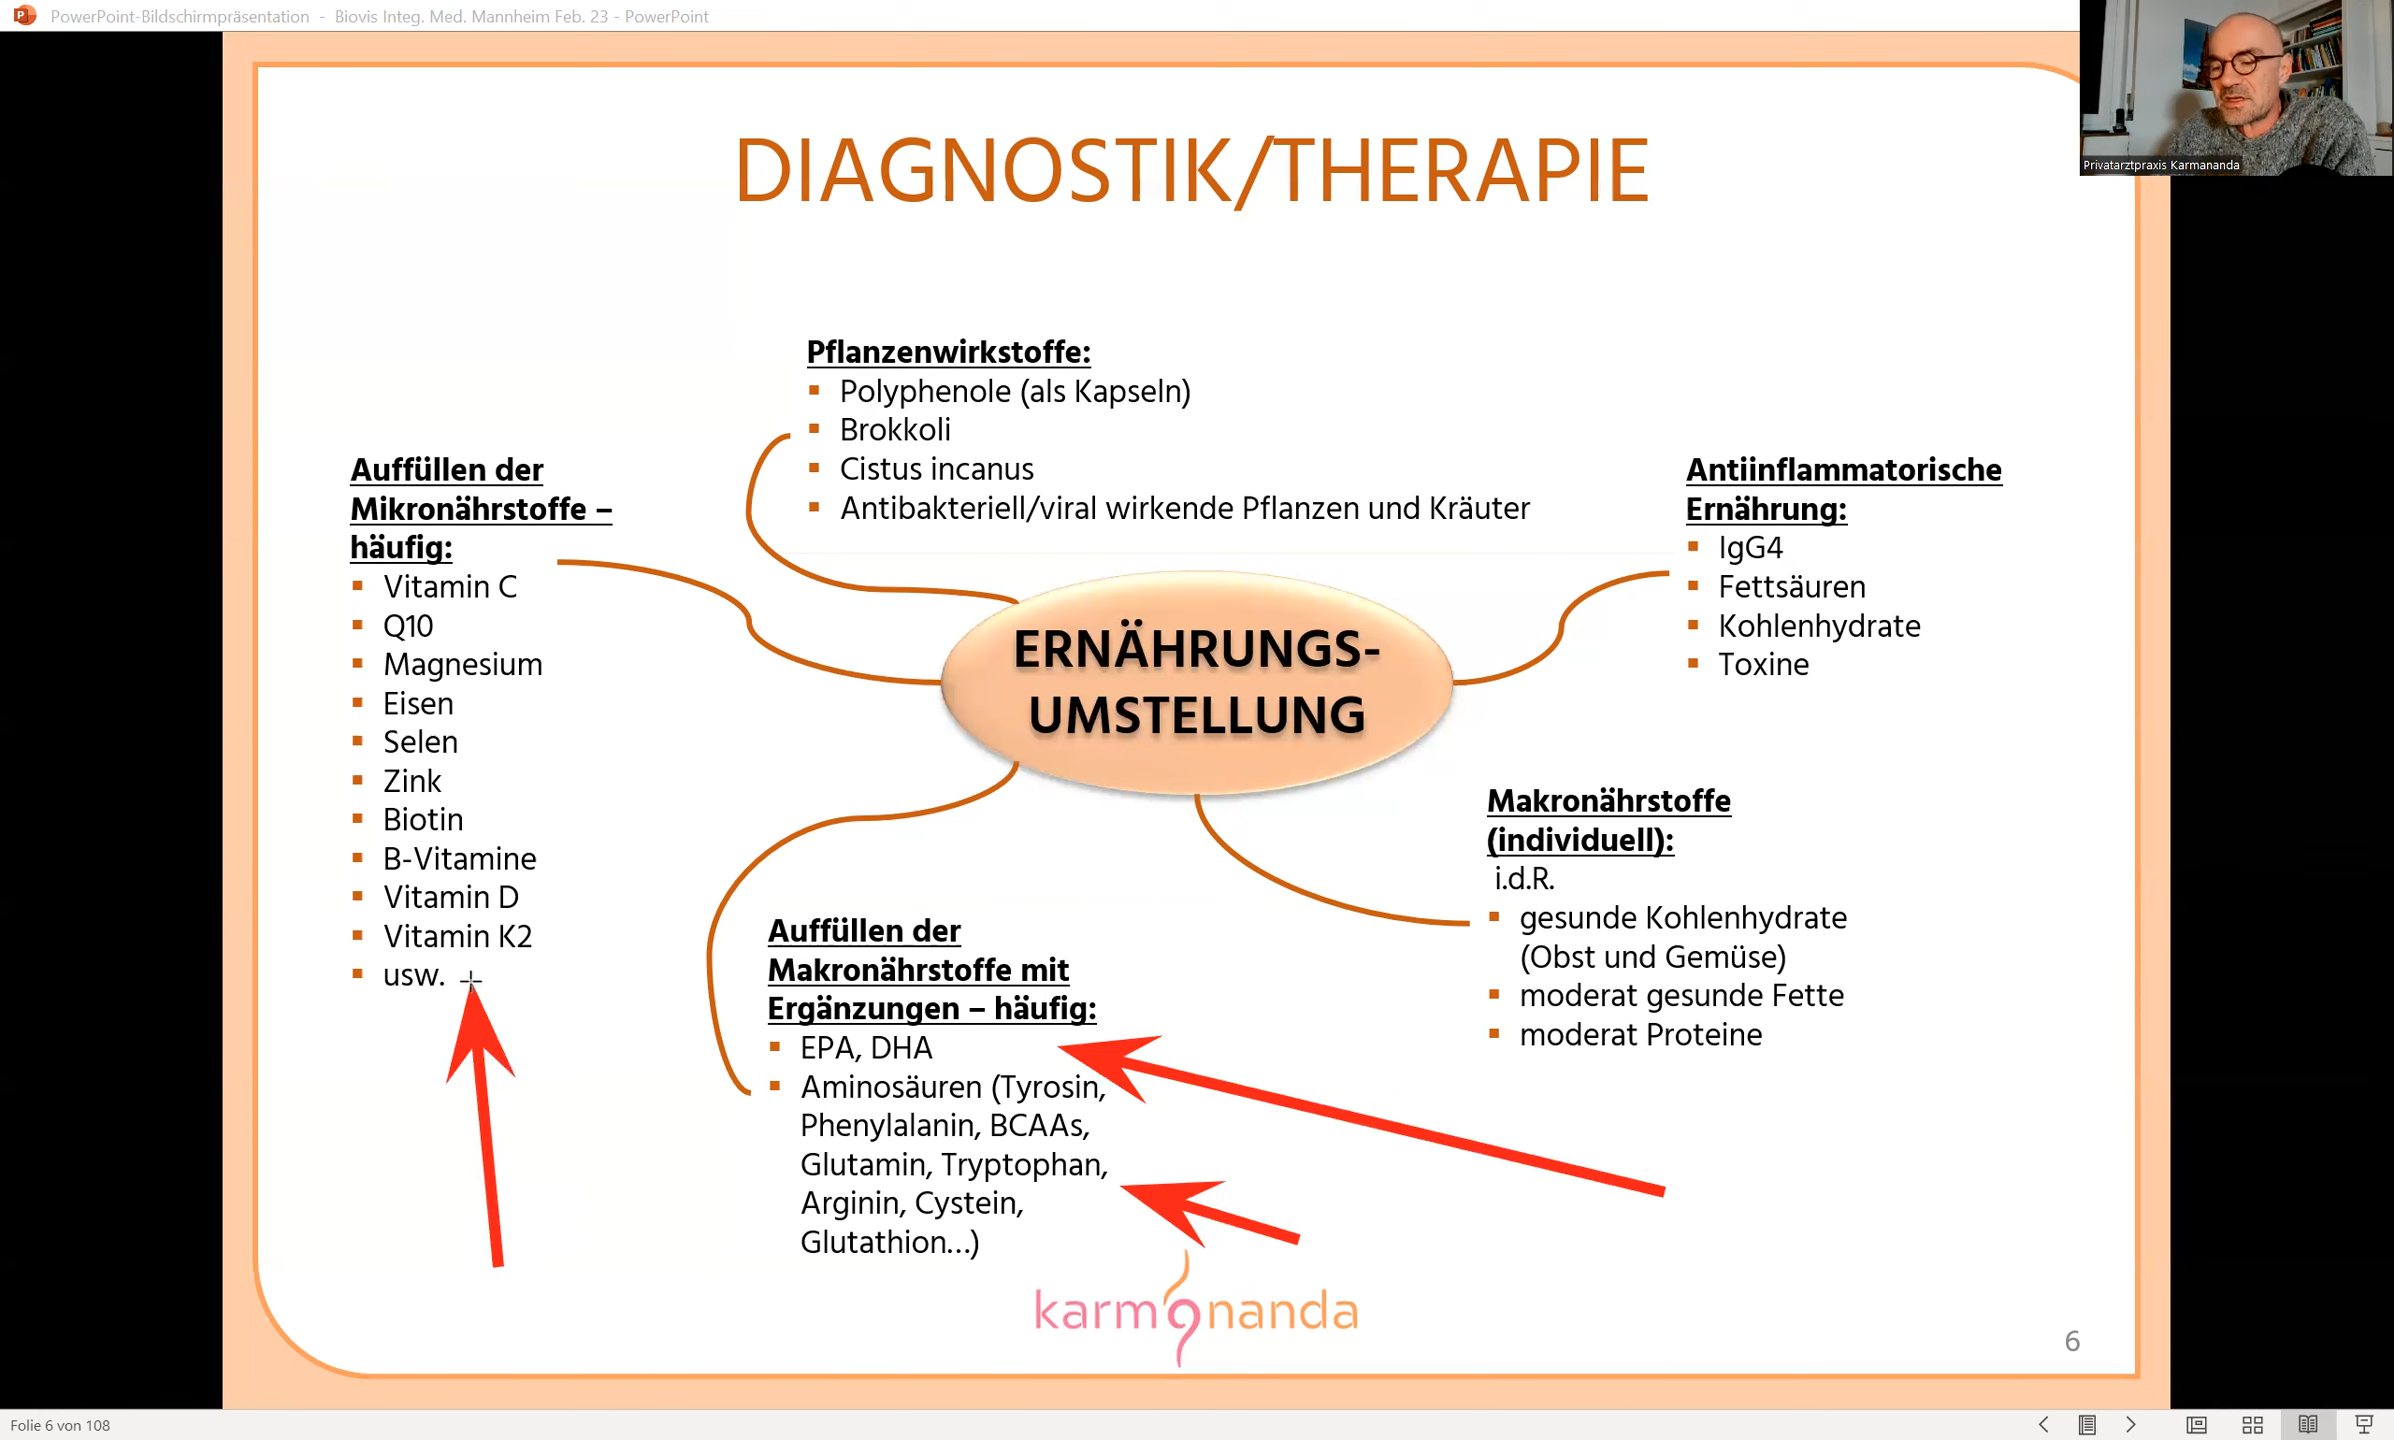 PowerPoint-Bildschirmpräsentation - Biovis Integ. Med. Mannheim Feb. 23 - PowerPoint
Privatarztpraxis Karmananda
DIAGNOSTIK/THERAPIE
Pflanzenwirkstoffe:
Polyphenole (als Kapseln)
Brokkoli
Cistus incanus
Antibakteriell/viral wirkende Pflanzen und Kräuter
Auffüllen der
Mikronährstoffe –
häufig:
Vitamin C
Q10
Magnesium
Eisen
Selen
Zink
Biotin
B-Vitamine
Vitamin D
Vitamin K2
usw.
Antiinflammatorische
Ernährung:
IgG4
Fettsäuren
Kohlenhydrate
Toxine
ERNÄHRUNGS-
UMSTELLUNG
Makronährstoffe
(individuell):
i.d.R.
gesunde Kohlenhydrate
(Obst und Gemüse)
moderat gesunde Fette
moderat Proteine
Auffüllen der
Makronährstoffe mit
Ergänzungen – häufig:
EPA, DHA
Aminosäuren (Tyrosin,
Phenylalanin, BCAAs,
Glutamin, Tryptophan,
Arginin, Cystein,
Glutathion...)
karmananda
6
Folie 6 von 108